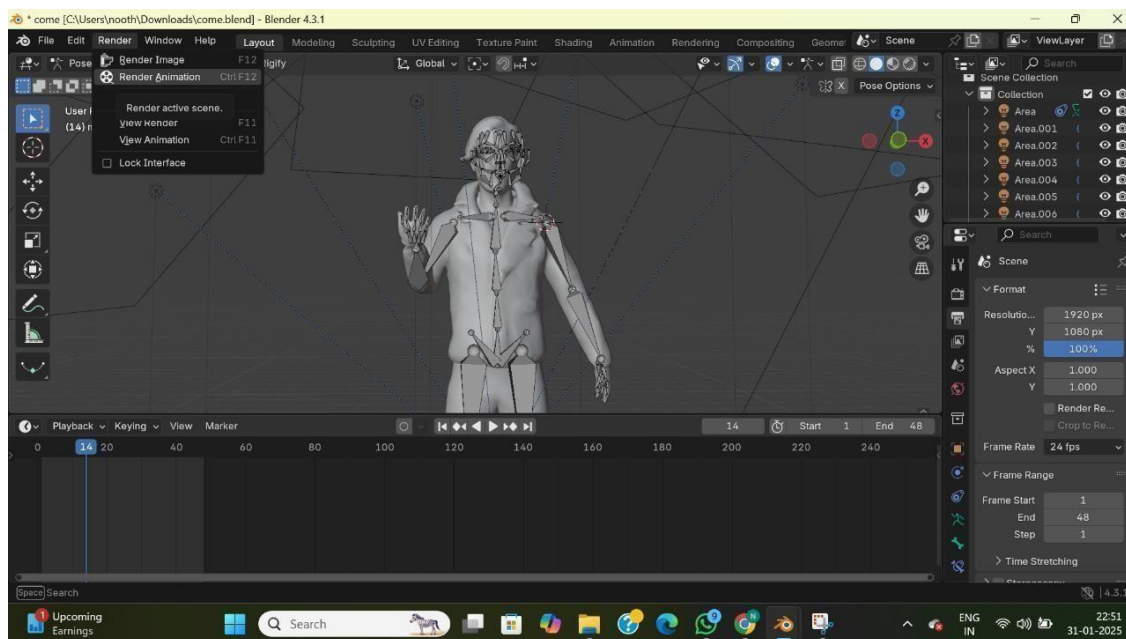 * come [C:\Users\nooth\Downloads\come.blend] - Blender 4.3.1
File Edit Render Window Help Layout Modeling Sculpting UV Editing Texture Paint Shading Animation Rendering Compositing Geome Scene ViewLayer
Pose Render Image F12 Rigify Global Search
Render Animation Ctrl F12
Render active scene.
View Render F11
View Animation Ctrl F11
Lock Interface
User
(14)
X Pose Options
Z
X
Scene Collection
Collection
Area
Area.001
Area.002
Area.003
Area.004
Area.005
Area.006
Search
Scene
Format
Resolutio... 1920 px
Y 1080 px
% 100%
Aspect X 1.000
Y 1.000
Render Re...
Crop to Re...
Frame Rate 24 fps
Frame Range
Frame Start 1
End 48
Step 1
Time Stretching
Playback Keying View Marker 14 Start 1 End 48
0 14 20 40 60 80 100 120 140 160 180 200 220 240
Space Search 4.3.1
1 Upcoming
Earnings
Search
9
ENG
IN
22:51
31-01-2025